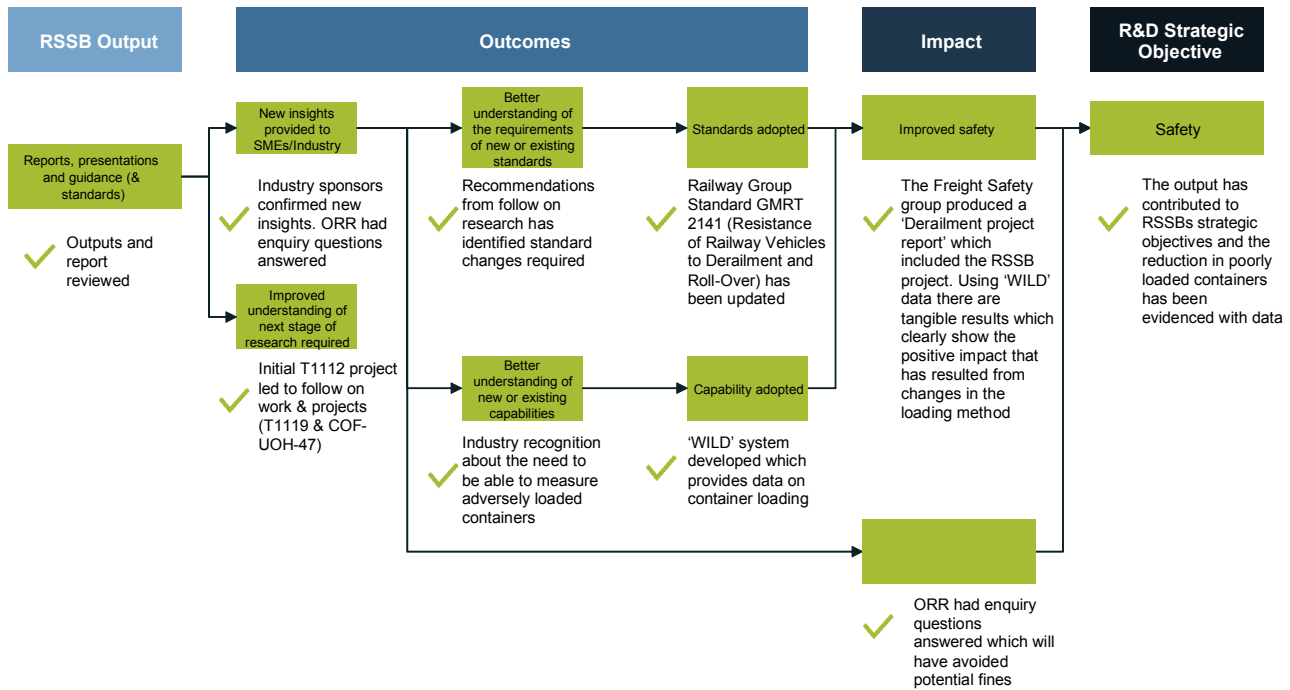 RSSB Output
Outcomes
Impact
R&D Strategic
Objective
Reports, presentations
and guidance (&
standards)
Outputs and
report
reviewed
New insights
provided to
SMEs/Industry
Industry sponsors
confirmed new
insights. ORR had
enquiry questions
answered
Improved
understanding of
next stage of
research required
Initial T1112 project
led to follow on
work & projects
(T1119 & COF-
UOH-47)
Better
understanding of
the requirements
of new or existing
standards
Recommendations
from follow on
research has
identified standard
changes required
Better
understanding of
new or existing
capabilities
Industry recognition
about the need to
be able to measure
adversely loaded
containers
Standards adopted
Railway Group
Standard GMRT
2141 (Resistance
of Railway Vehicles
to Derailment and
Roll-Over) has
been updated
Capability adopted
‘WILD’ system
developed which
provides data on
container loading
Improved safety
The Freight Safety
group produced a
‘Derailment project
report’ which
included the RSSB
project. Using ‘WILD’
data there are
tangible results which
clearly show the
positive impact that
has resulted from
changes in the
loading method
ORR had enquiry
questions
answered which will
have avoided
potential fines
Safety
The output has
contributed to
RSSBs strategic
objectives and the
reduction in poorly
loaded containers
has been
evidenced with data